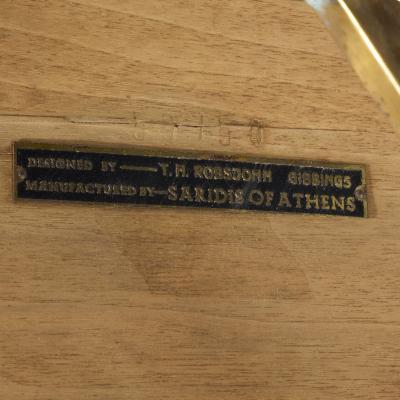 DESIGNED BY — T. H. ROBSJOHN GIBBINGS
MANUFACTURED BY — SARIDIS OF ATHENS